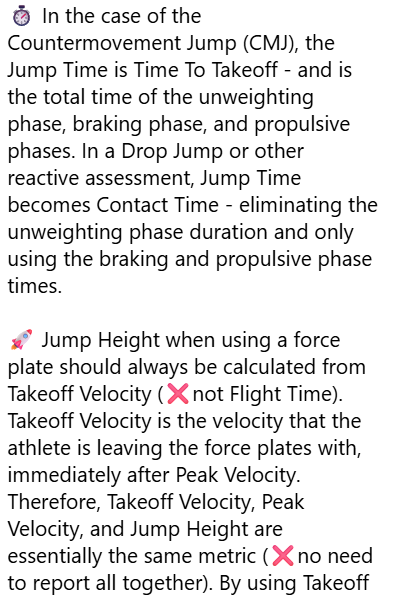 ⏱️ In the case of the
Countermovement Jump (CMJ), the
Jump Time is Time To Takeoff - and is
the total time of the unweighting
phase, braking phase, and propulsive
phases. In a Drop Jump or other
reactive assessment, Jump Time
becomes Contact Time - eliminating the
unweighting phase duration and only
using the braking and propulsive phase
times.

🚀 Jump Height when using a force
plate should always be calculated from
Takeoff Velocity (❌not Flight Time).
Takeoff Velocity is the velocity that the
athlete is leaving the force plates with,
immediately after Peak Velocity.
Therefore, Takeoff Velocity, Peak
Velocity, and Jump Height are
essentially the same metric (❌no need
to report all together). By using Takeoff